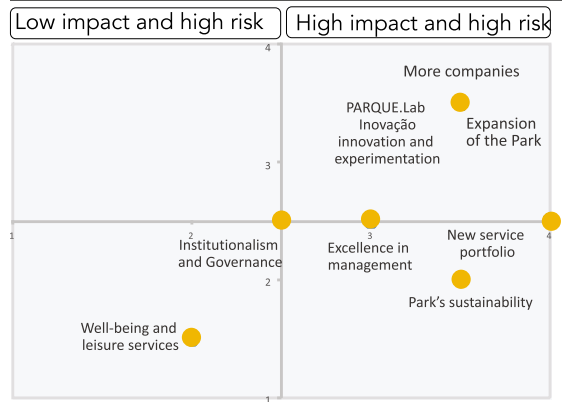 Low impact and high risk
High impact and high risk
4
More companies
PARQUE.Lab
Inovação
innovation and
experimentation
Expansion
of the Park
3
1
2
3
4
Institutionalism
and Governance
Excellence in
management
New service
portfolio
2
Park's sustainability
Well-being and
leisure services
1